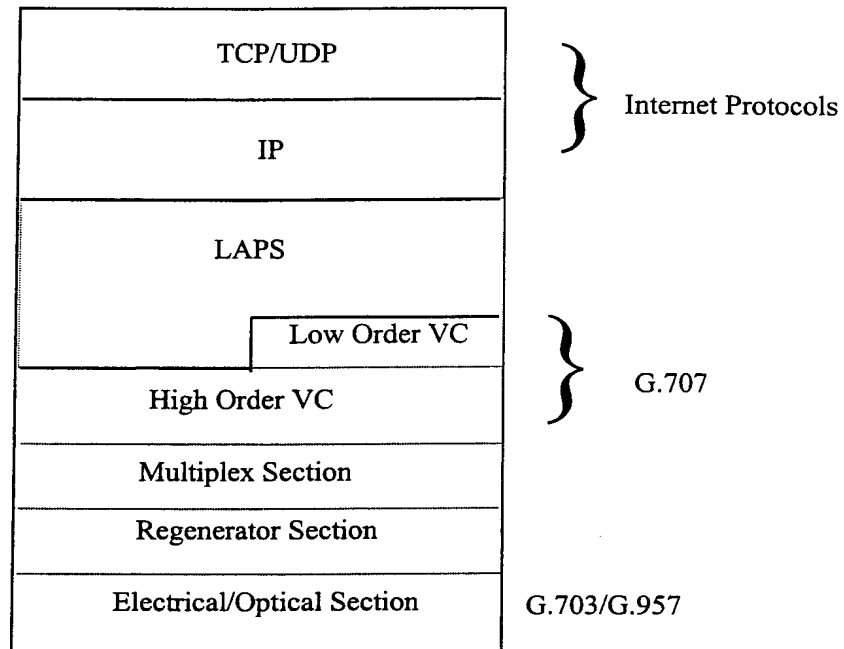 TCP/UDP
Internet Protocols
IP
LAPS
Low Order VC
G.707
High Order VC
Multiplex Section
Regenerator Section
Electrical/Optical Section
G.703/G.957